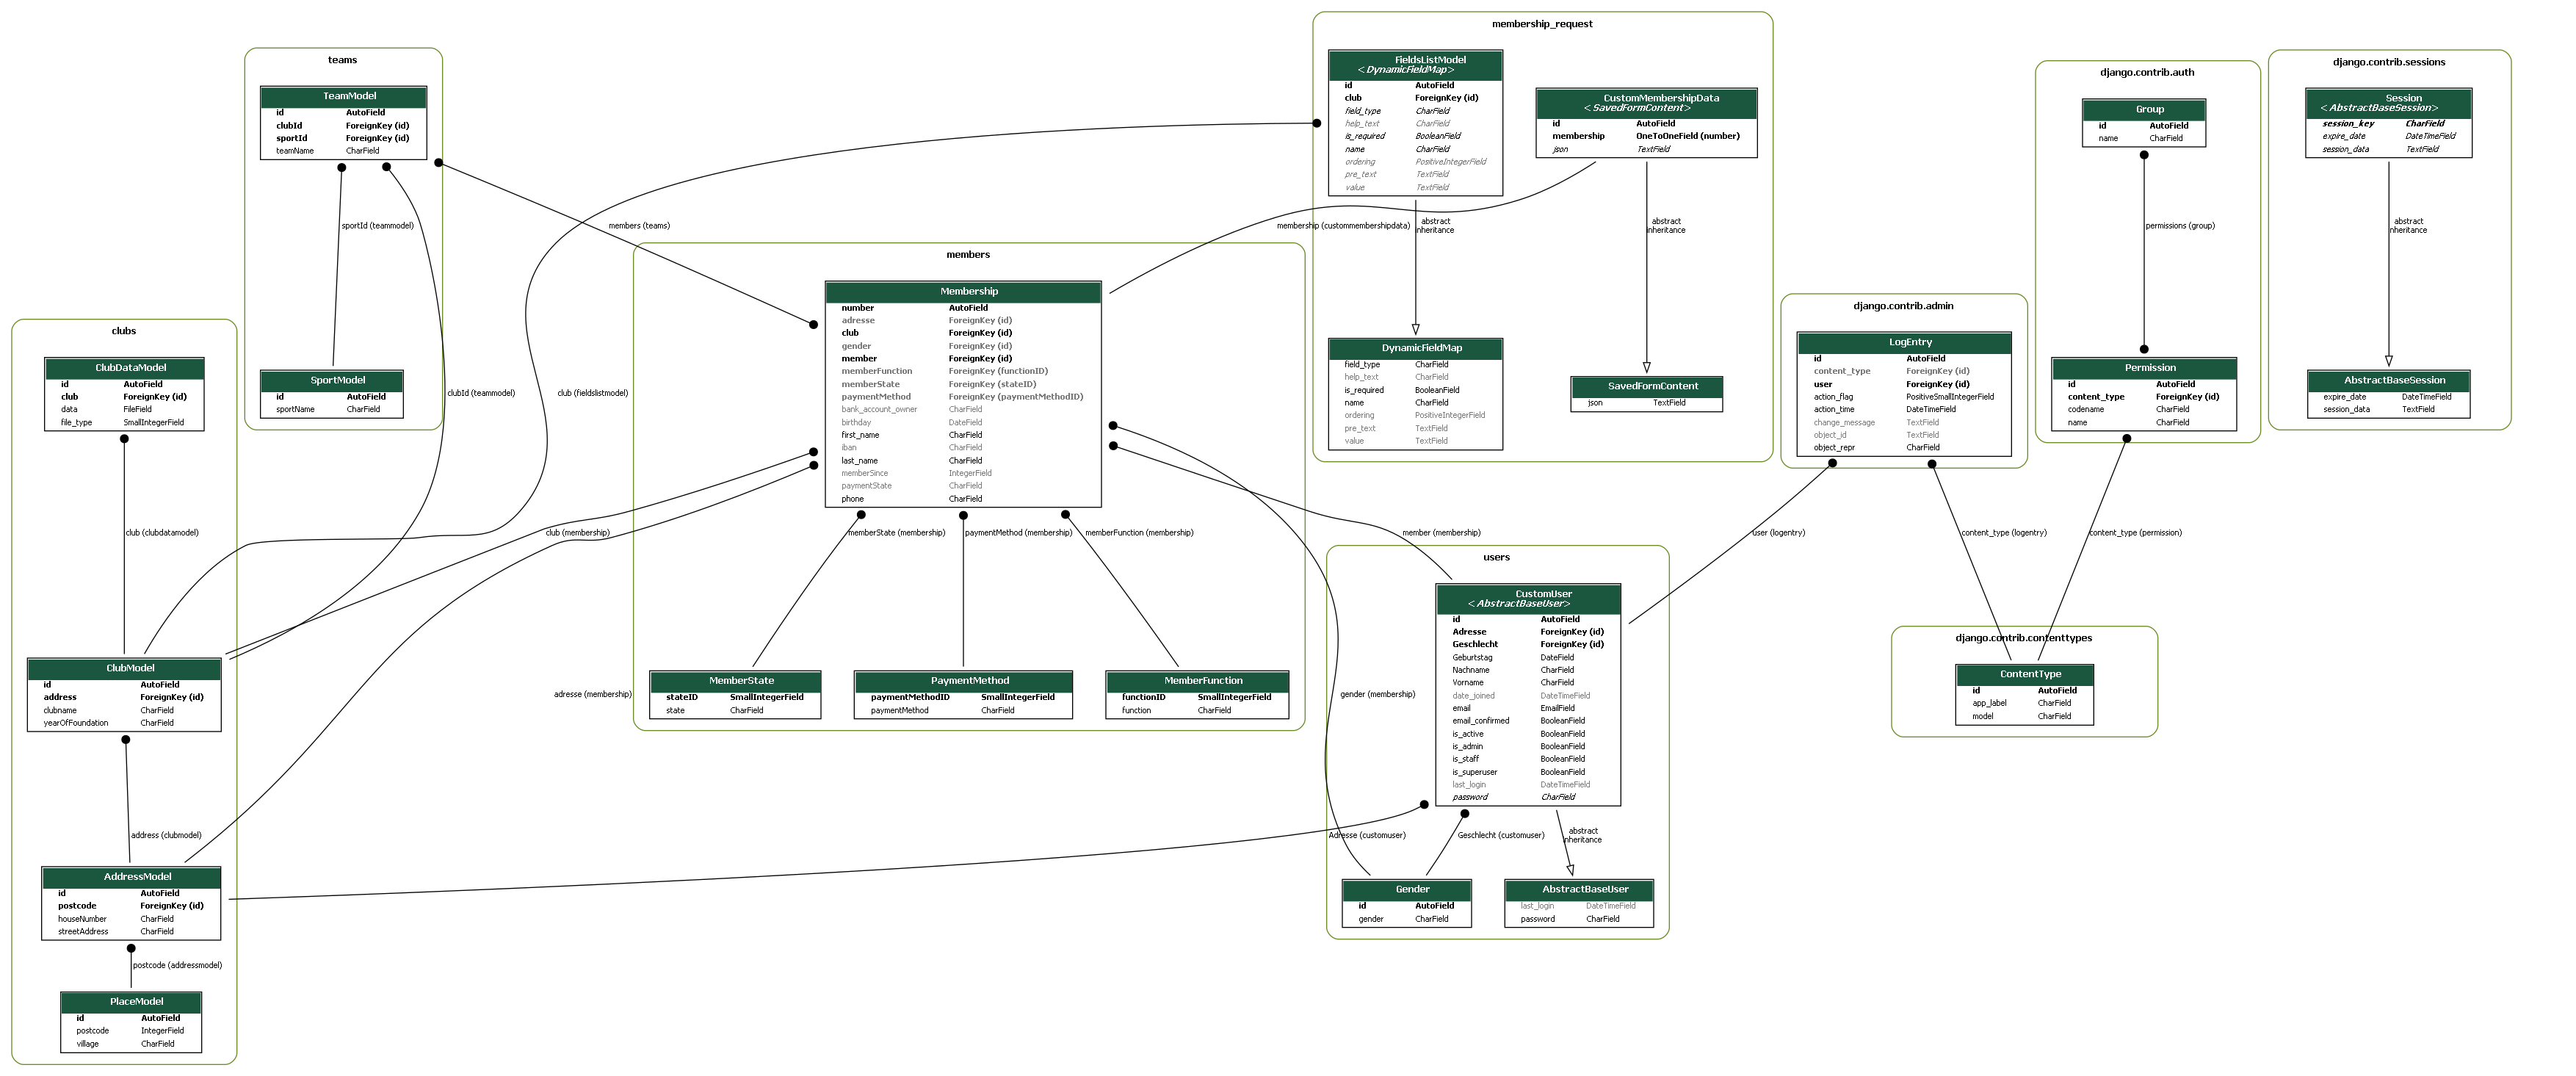 membership_request
FieldsListModel
<DynamicFieldMap>
id AutoField
club ForeignKey (id)
field_type CharField
help_text CharField
is_required BooleanField
name CharField
ordering PositiveIntegerField
pre_text TextField
value TextField
CustomMembershipData
<SavedFormContent>
id AutoField
membership OneToOneField (number)
json TextField
membership (custommembershipdata)
abstract
inheritance
abstract
inheritance
DynamicFieldMap
field_type CharField
help_text CharField
is_required BooleanField
name CharField
ordering PositiveIntegerField
pre_text TextField
value TextField
SavedFormContent
json TextField
teams
TeamModel
id AutoField
clubId ForeignKey (id)
sportId ForeignKey (id)
teamName CharField
sportId (teammodel)
members (teams)
SportModel
id AutoField
sportName CharField
clubId (teammodel)
club (fieldslistmodel)
members
Membership
number AutoField
adresse ForeignKey (id)
club ForeignKey (id)
gender ForeignKey (id)
member ForeignKey (id)
memberFunction ForeignKey (functionID)
memberState ForeignKey (stateID)
paymentMethod ForeignKey (paymentMethodID)
bank_account_owner CharField
birthday DateField
first_name CharField
iban CharField
last_name CharField
memberSince IntegerField
paymentState CharField
phone CharField
club (membership)
memberState (membership)
paymentMethod (membership)
memberFunction (membership)
member (membership)
adresse (membership)
gender (membership)
MemberState
stateID SmallIntegerField
state CharField
PaymentMethod
paymentMethodID SmallIntegerField
paymentMethod CharField
MemberFunction
functionID SmallIntegerField
function CharField
clubs
ClubDataModel
id AutoField
club ForeignKey (id)
data FileField
file_type SmallIntegerField
club (clubdatamodel)
ClubModel
id AutoField
address ForeignKey (id)
clubname CharField
yearOfFoundation CharField
address (clubmodel)
AddressModel
id AutoField
postcode ForeignKey (id)
houseNumber CharField
streetAddress CharField
postcode (addressmodel)
PlaceModel
id AutoField
postcode IntegerField
village CharField
users
CustomUser
<AbstractBaseUser>
id AutoField
Adresse ForeignKey (id)
Geschlecht ForeignKey (id)
Geburtstag DateField
Nachname CharField
Vorname CharField
date_joined DateTimeField
email EmailField
email_confirmed BooleanField
is_active BooleanField
is_admin BooleanField
is_staff BooleanField
is_superuser BooleanField
last_login DateTimeField
password CharField
Adresse (customuser)
Geschlecht (customuser)
abstract
inheritance
Gender
id AutoField
gender CharField
AbstractBaseUser
last_login DateTimeField
password CharField
django.contrib.admin
LogEntry
id AutoField
content_type ForeignKey (id)
user ForeignKey (id)
action_flag PositiveSmallIntegerField
action_time DateTimeField
change_message TextField
object_id TextField
object_repr CharField
user (logentry)
content_type (logentry)
content_type (permission)
django.contrib.auth
Group
id AutoField
name CharField
permissions (group)
Permission
id AutoField
content_type ForeignKey (id)
codename CharField
name CharField
django.contrib.contenttypes
ContentType
id AutoField
app_label CharField
model CharField
django.contrib.sessions
Session
<AbstractBaseSession>
session_key CharField
expire_date DateTimeField
session_data TextField
abstract
inheritance
AbstractBaseSession
expire_date DateTimeField
session_data TextField